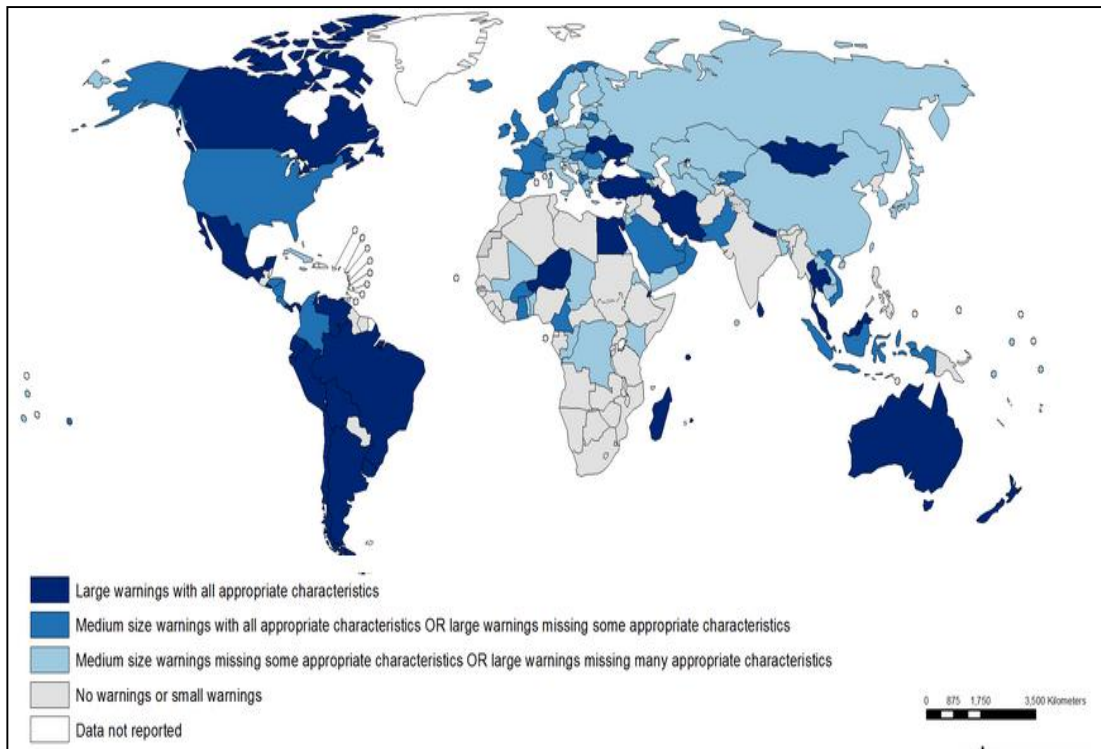 Large warnings with all appropriate characteristics
Medium size warnings with all appropriate characteristics OR large warnings missing some appropriate characteristics
Medium size warnings missing some appropriate characteristics OR large warnings missing many appropriate characteristics
No warnings or small warnings
Data not reported
0 875 1,750 3,500 Kilometers